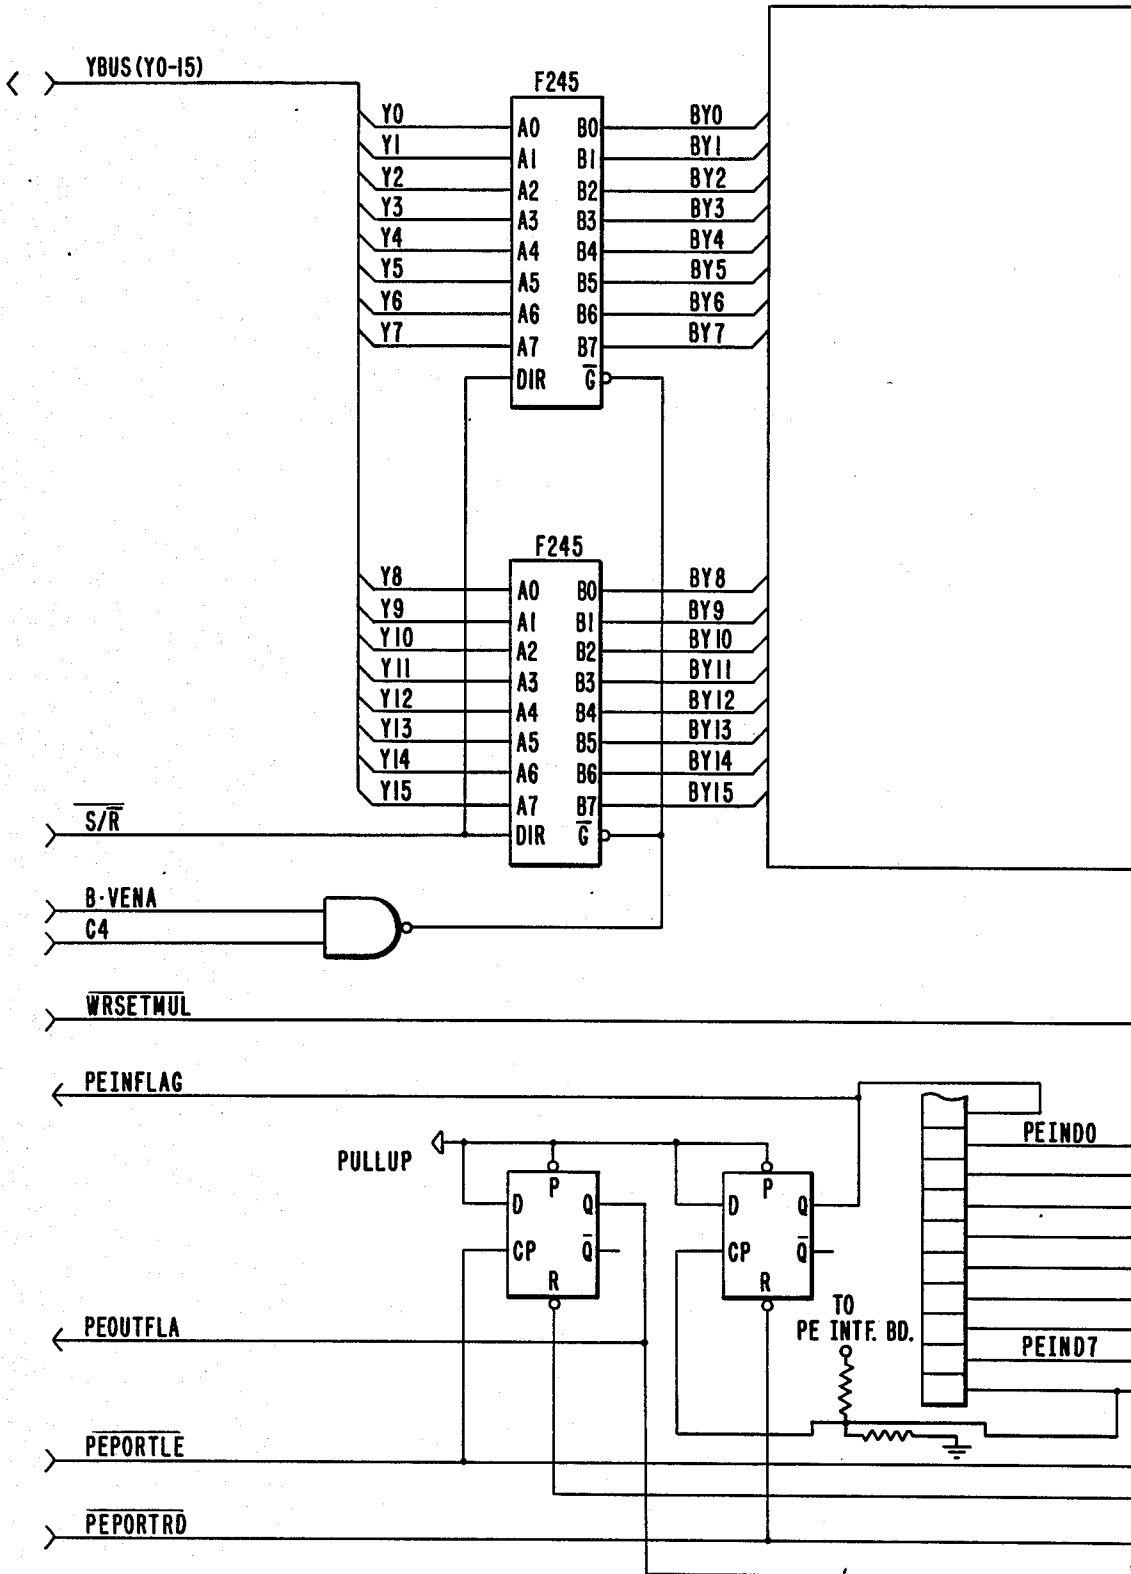 YBUS(Y0-15)
F245
Y0 A0 B0 BY0
Y1 A1 B1 BY1
Y2 A2 B2 BY2
Y3 A3 B3 BY3
Y4 A4 B4 BY4
Y5 A5 B5 BY5
Y6 A6 B6 BY6
Y7 A7 B7 BY7
DIR G̅
F245
Y8 A0 B0 BY8
Y9 A1 B1 BY9
Y10 A2 B2 BY10
Y11 A3 B3 BY11
Y12 A4 B4 BY12
Y13 A5 B5 BY13
Y14 A6 B6 BY14
Y15 A7 B7 BY15
S/R̅ DIR G̅
B·VENA
C4
WRSETMUL
PEINFLAG
PEIND0
PULLUP
P P
D Q D Q
CP Q̅ CP Q̅
R R
TO
PE INTF. BD.
PEOUTFLA
PEIND7
PEPORTLE
PEPORTRD